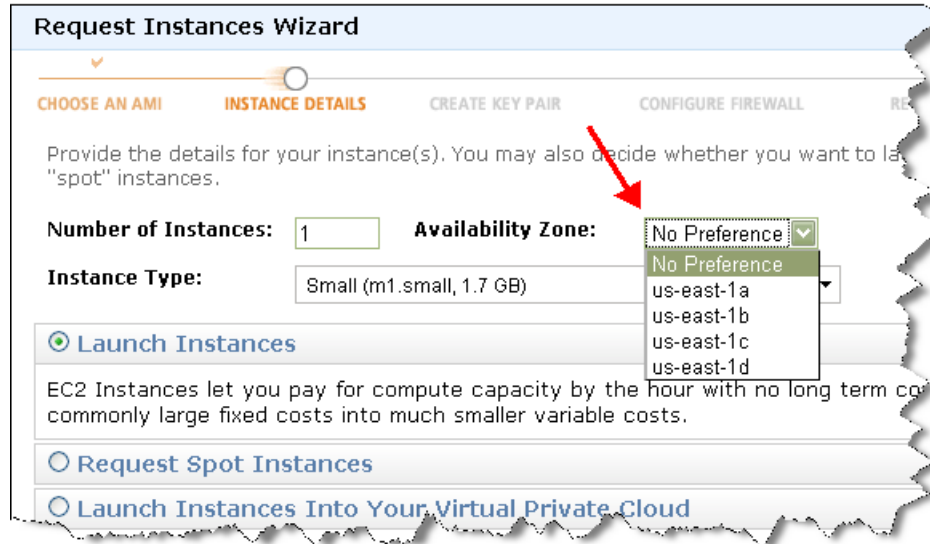 Request Instances Wizard
CHOOSE AN AMI INSTANCE DETAILS CREATE KEY PAIR CONFIGURE FIREWALL
Provide the details for your instance(s). You may also decide whether you want to
"spot" instances.
Number of Instances: 1 Availability Zone: No Preference
No Preference
Instance Type: Small (m1.small, 1.7 GB)
us-east-1a
us-east-1b
us-east-1c
us-east-1d
Launch Instances
EC2 Instances let you pay for compute capacity by the hour with no long term
commonly large fixed costs into much smaller variable costs.
Request Spot Instances
Launch Instances Into Your Virtual Private Cloud